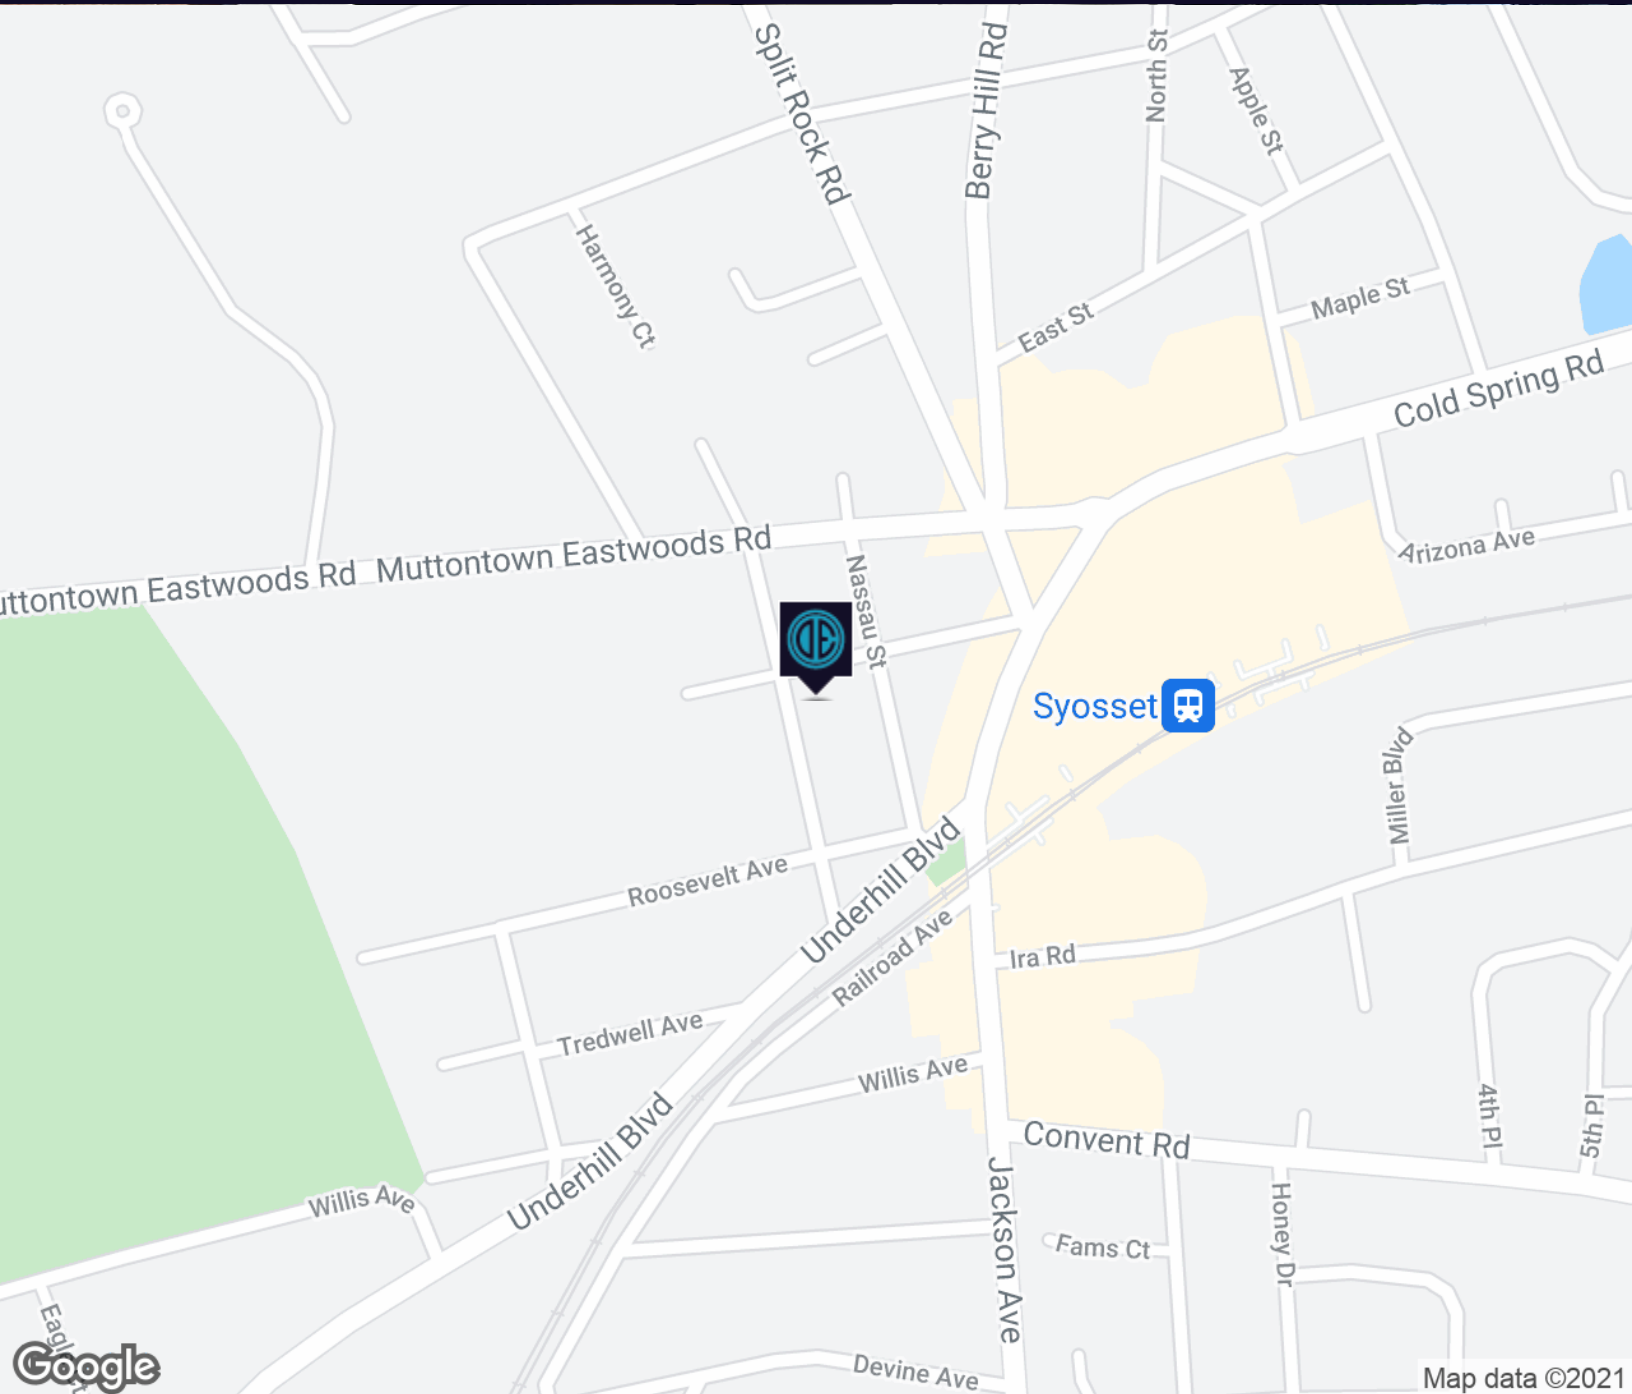 Split Rock Rd
Berry Hill Rd
North St
Apple St
Harmony Ct
East St
Maple St
Cold Spring Rd
Arizona Ave
uttontown Eastwoods Rd
Muttontown Eastwoods Rd
Nassau St
DE
Syosset
Miller Blvd
Roosevelt Ave
Underhill Blvd
Railroad Ave
Ira Rd
Tredwell Ave
Willis Ave
4th Pl
5th Pl
Underhill Blvd
Convent Rd
Willis Ave
Jackson Ave
Honey Dr
Fams Ct
Eagle Ct
Devine Ave
Google
Map data ©2021